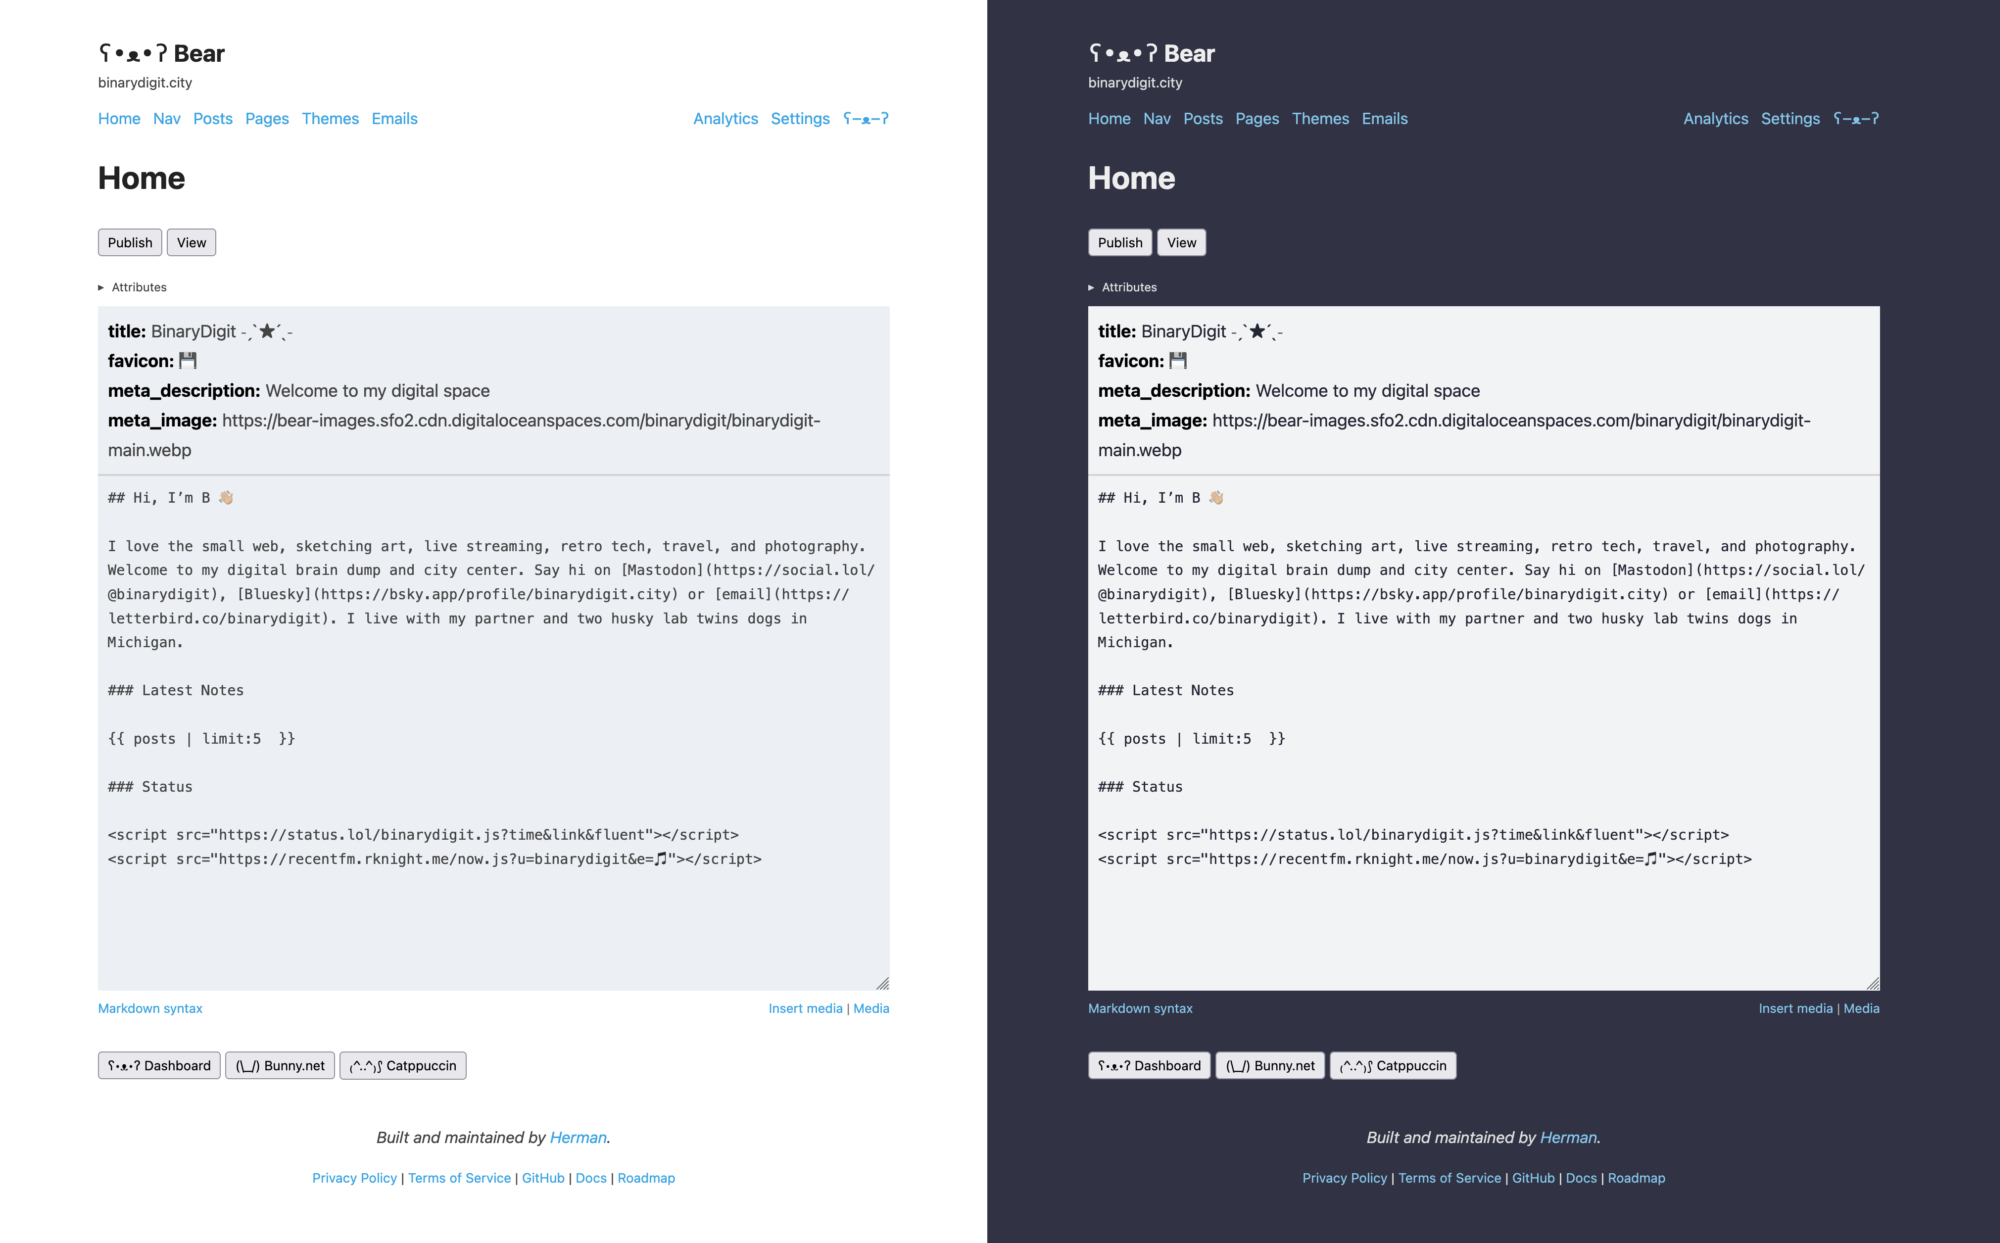 ʕ•ᴥ•ʔ Bear
binarydigit.city
Home Nav Posts Pages Themes Emails Analytics Settings ʕ–ᴥ–ʔ
Home
Publish View
▸ Attributes
title: BinaryDigit -ˏˋ★ˊˎ-
favicon: 💾
meta_description: Welcome to my digital space
meta_image: https://bear-images.sfo2.cdn.digitaloceanspaces.com/binarydigit/binarydigit-
main.webp
## Hi, I’m B 👋🏼
I love the small web, sketching art, live streaming, retro tech, travel, and photography.
Welcome to my digital brain dump and city center. Say hi on [Mastodon](https://social.lol/
@binarydigit), [Bluesky](https://bsky.app/profile/binarydigit.city) or [email](https://
letterbird.co/binarydigit). I live with my partner and two husky lab twins dogs in
Michigan.
### Latest Notes
{{ posts | limit:5  }}
### Status
<script src="https://status.lol/binarydigit.js?time&link&fluent"></script>
<script src="https://recentfm.rknight.me/now.js?u=binarydigit&e=🎵"></script>
Markdown syntax Insert media | Media
ʕ•ᴥ•ʔ Dashboard (\_/) Bunny.net ₍^..^₎⟆ Catppuccin
Built and maintained by Herman.
Privacy Policy | Terms of Service | GitHub | Docs | Roadmap
ʕ•ᴥ•ʔ Bear
binarydigit.city
Home Nav Posts Pages Themes Emails Analytics Settings ʕ–ᴥ–ʔ
Home
Publish View
▸ Attributes
title: BinaryDigit -ˏˋ★ˊˎ-
favicon: 💾
meta_description: Welcome to my digital space
meta_image: https://bear-images.sfo2.cdn.digitaloceanspaces.com/binarydigit/binarydigit-
main.webp
## Hi, I’m B 👋🏼
I love the small web, sketching art, live streaming, retro tech, travel, and photography.
Welcome to my digital brain dump and city center. Say hi on [Mastodon](https://social.lol/
@binarydigit), [Bluesky](https://bsky.app/profile/binarydigit.city) or [email](https://
letterbird.co/binarydigit). I live with my partner and two husky lab twins dogs in
Michigan.
### Latest Notes
{{ posts | limit:5  }}
### Status
<script src="https://status.lol/binarydigit.js?time&link&fluent"></script>
<script src="https://recentfm.rknight.me/now.js?u=binarydigit&e=🎵"></script>
Markdown syntax Insert media | Media
ʕ•ᴥ•ʔ Dashboard (\_/) Bunny.net ₍^..^₎⟆ Catppuccin
Built and maintained by Herman.
Privacy Policy | Terms of Service | GitHub | Docs | Roadmap